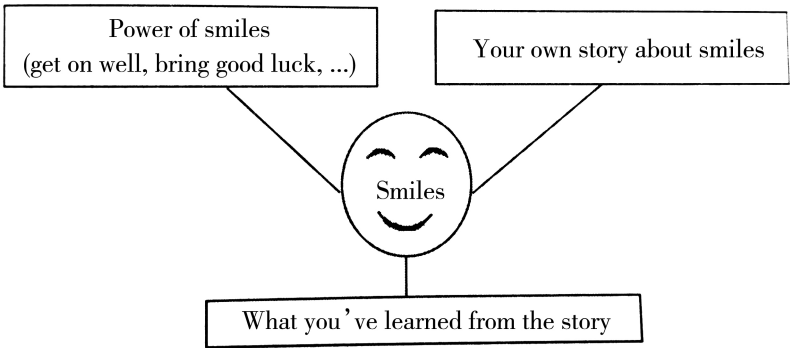 Power of smiles
(get on well, bring good luck, ...)
Your own story about smiles
Smiles
What you've learned from the story